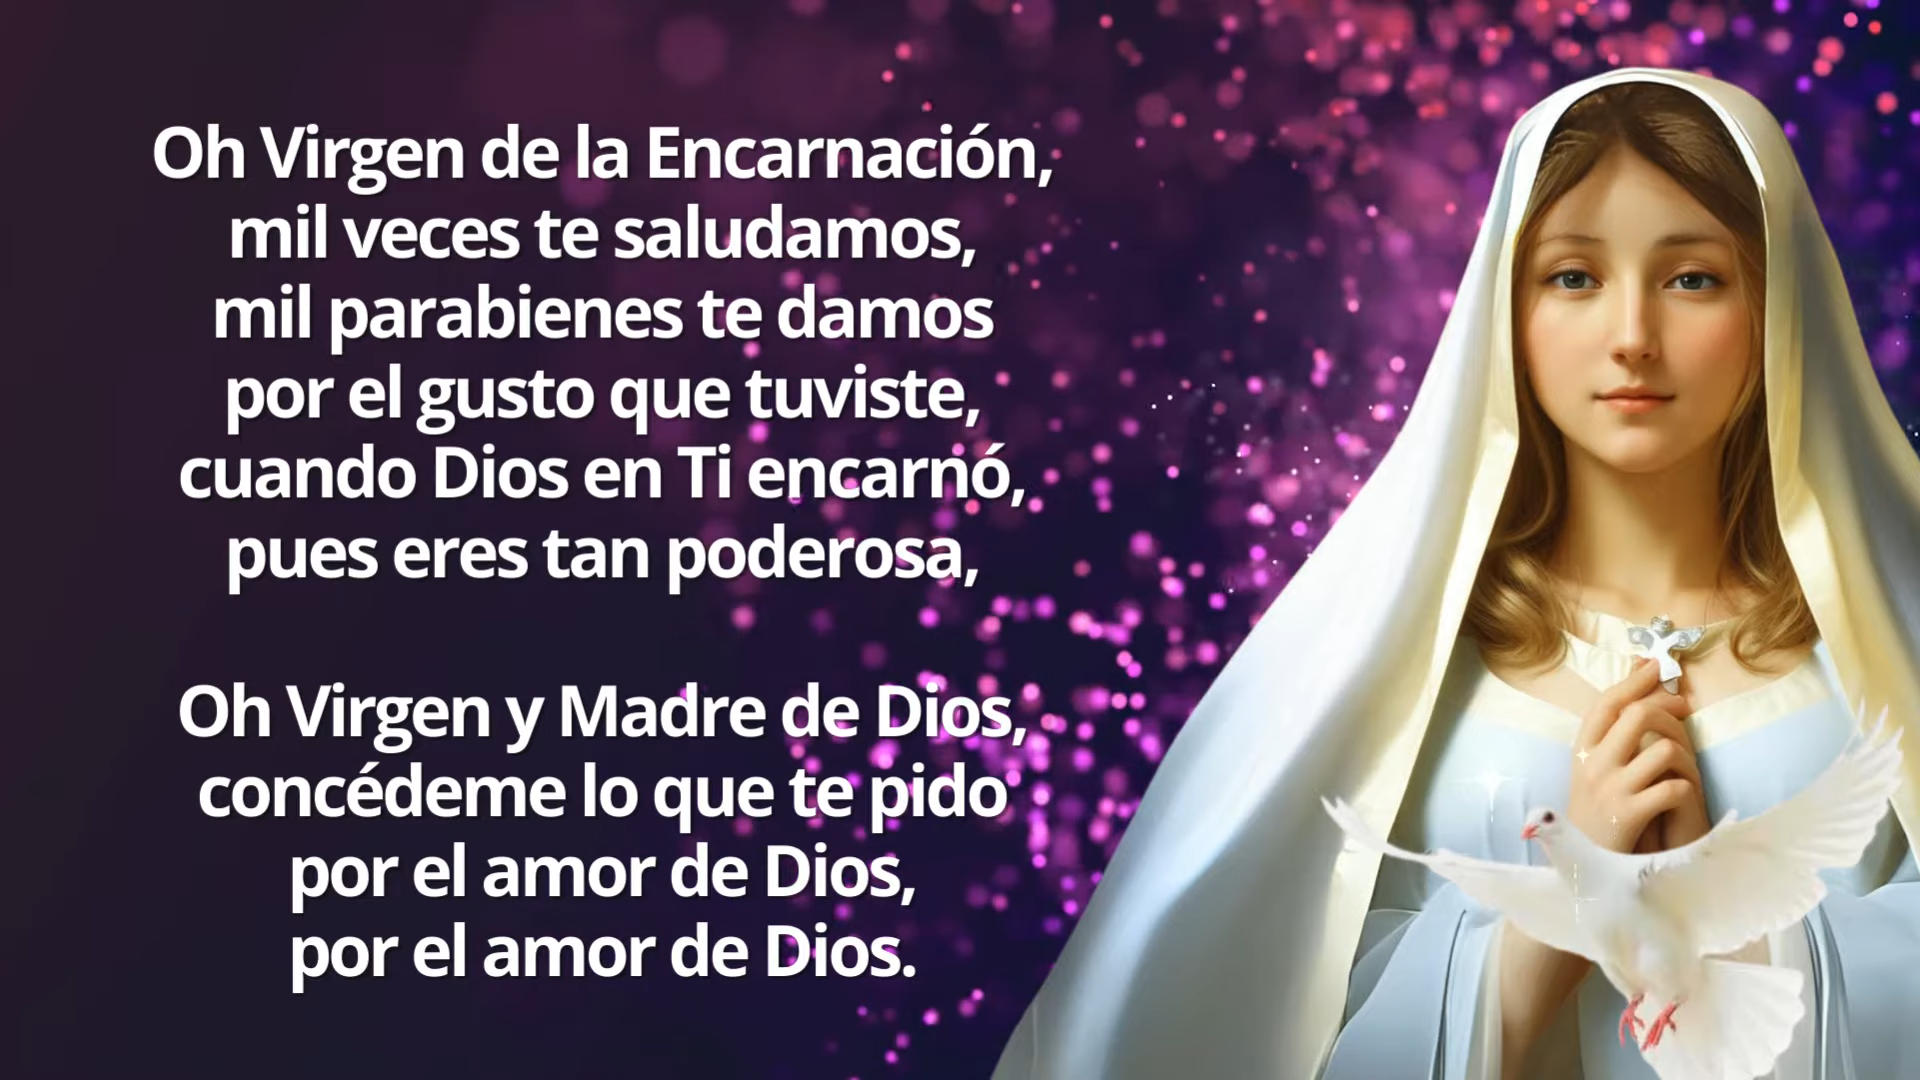 Oh Virgen de la Encarnación,
mil veces te saludamos,
mil parabienes te damos
por el gusto que tuviste,
cuando Dios en Ti encarnó,
pues eres tan poderosa,
Oh Virgen y Madre de Dios,
concédeme lo que te pido
por el amor de Dios,
por el amor de Dios.